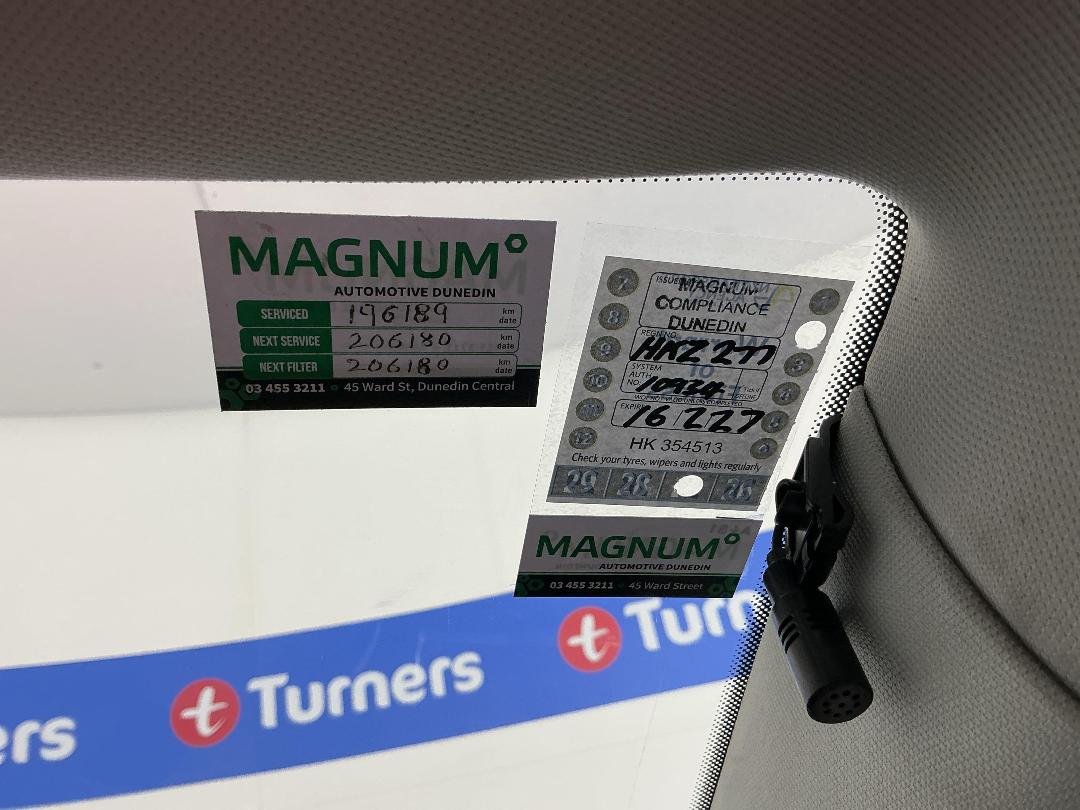 MAGNUM
AUTOMOTIVE DUNEDIN
SERVICED 196189 km date
NEXT SERVICE 206180 km date
NEXT FILTER 206180 km date
03 455 3211 45 Ward St, Dunedin Central
MAGNUM
COMPLIANCE
DUNEDIN
REGN NO.
HKZ277
SYSTEM
AUTH
NO.
EXPIRY
16/2 27
HK 354513
Check your tyres, wipers and lights regularly
29 28 26
7 8 9 10 11 12
1 3 4 5 6
MAGNUM
AUTOMOTIVE DUNEDIN
03 455 3211 45 Ward Street
Turners
Turn
ers